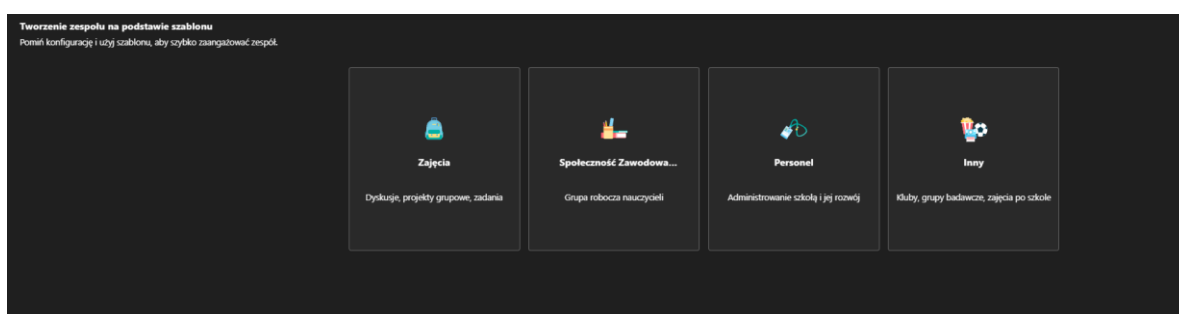 Tworzenie zespołu na podstawie szablonu
Pomiń konfigurację i użyj szablonu, aby szybko zaangażować zespół.
Zajęcia
Społeczność Zawodowa...
Personel
Inny
Dyskusje, projekty grupowe, zadania
Grupa robocza nauczycieli
Administrowanie szkołą i jej rozwój
Kluby, grupy badawcze, zajęcia po szkole